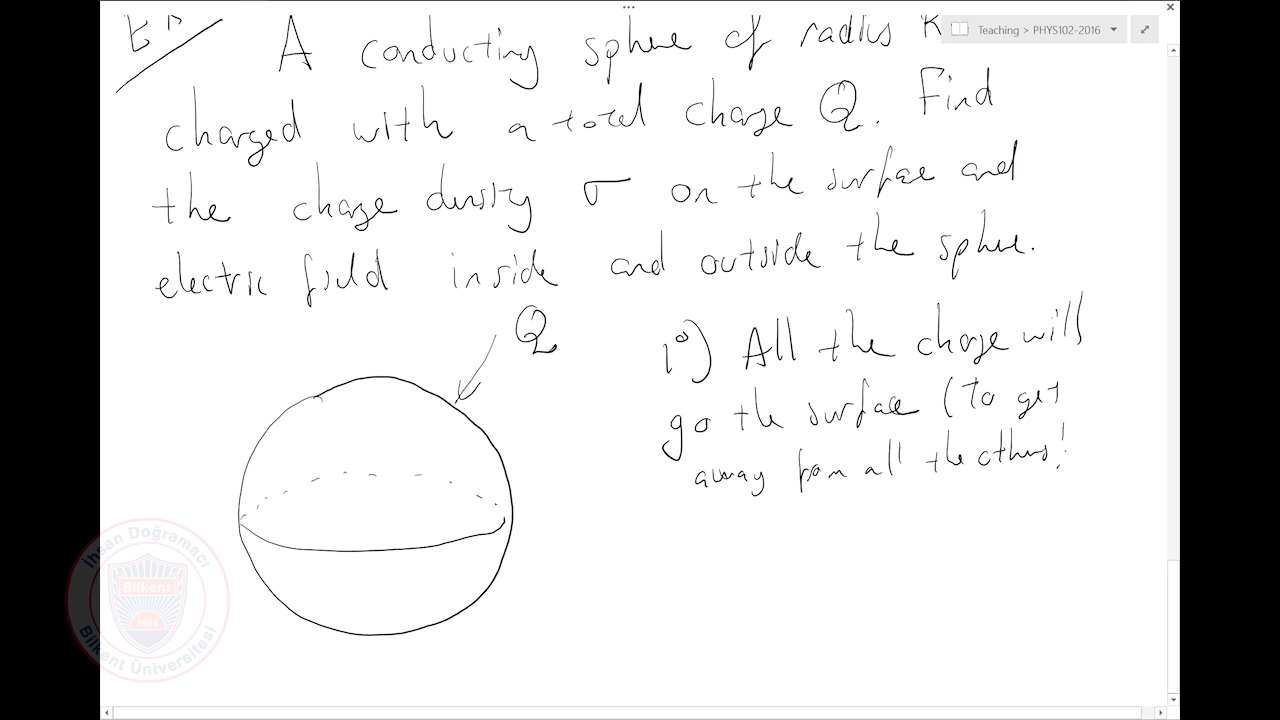 Teaching > PHYS102-2016
Ex
A conducting sphere of radius R
charged with a total charge Q. Find
the charge density σ on the surface and
electric field inside and outside the sphere.
Q
1°) All the charge will
go the surface (To get
away from all the others!
İhsan Doğramacı
Bilkent
Bilkent Üniversitesi